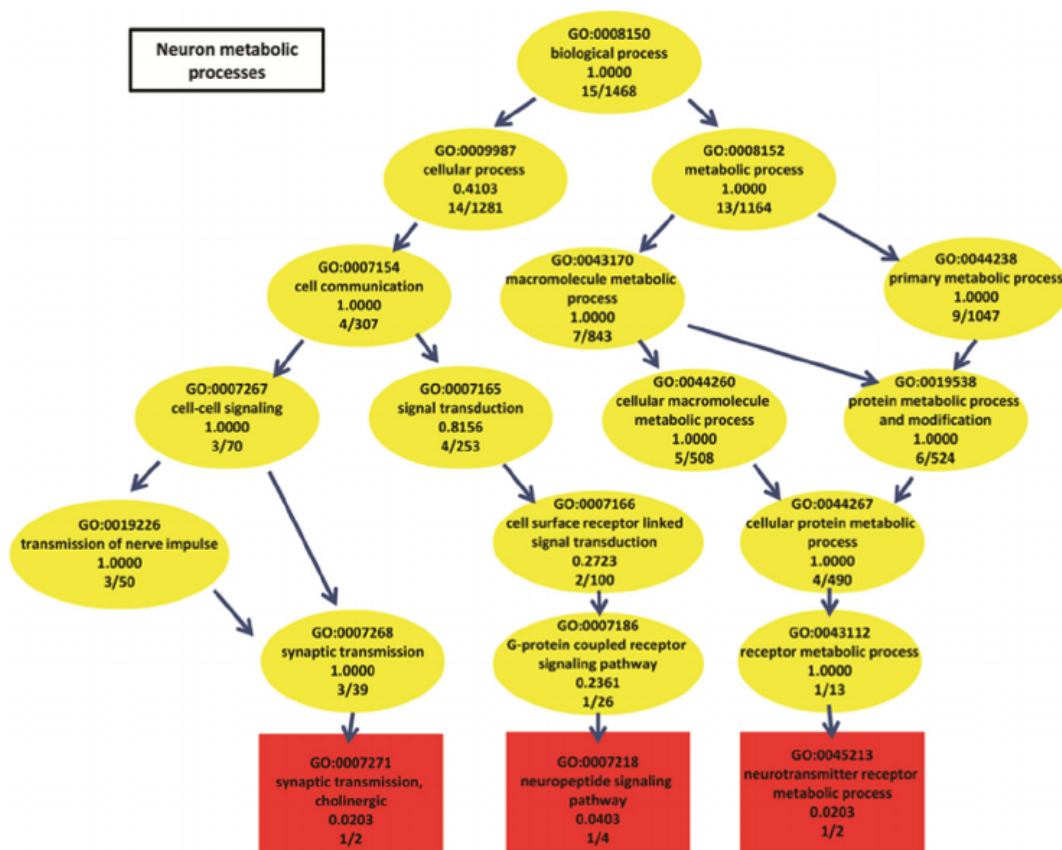 Neuron metabolic
processes
GO:0008150
biological process
1.0000
15/1468
GO:0009987
cellular process
0.4103
14/1281
GO:0008152
metabolic process
1.0000
13/1164
GO:0007154
cell communication
1.0000
4/307
GO:0043170
macromolecule metabolic
process
1.0000
7/843
GO:0044238
primary metabolic process
1.0000
9/1047
GO:0007267
cell-cell signaling
1.0000
3/70
GO:0007165
signal transduction
0.8156
4/253
GO:0044260
cellular macromolecule
metabolic process
1.0000
5/508
GO:0019538
protein metabolic process
and modification
1.0000
6/524
GO:0019226
transmission of nerve impulse
1.0000
3/50
GO:0007166
cell surface receptor linked
signal transduction
0.2723
2/100
GO:0044267
cellular protein metabolic
process
1.0000
4/490
GO:0007268
synaptic transmission
1.0000
3/39
GO:0007186
G-protein coupled receptor
signaling pathway
0.2361
1/26
GO:0043112
receptor metabolic process
1.0000
1/13
GO:0007271
synaptic transmission,
cholinergic
0.0203
1/2
GO:0007218
neuropeptide signaling
pathway
0.0403
1/4
GO:0045213
neurotransmitter receptor
metabolic process
0.0203
1/2